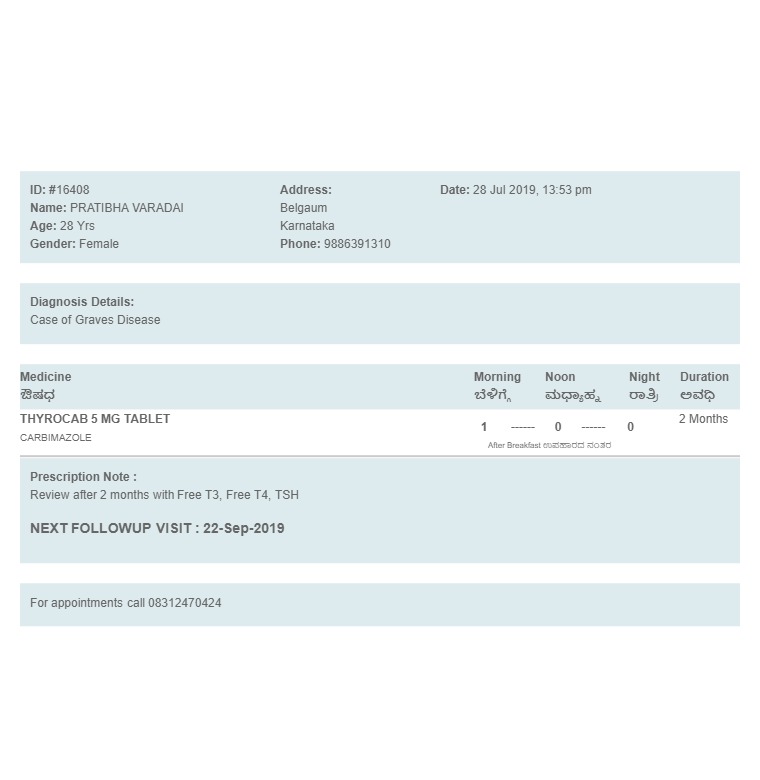 ID: #16408
Name: PRATIBHA VARADAI
Age: 28 Yrs
Gender: Female
Address:
Belgaum
Karnataka
Phone: 9886391310
Date: 28 Jul 2019, 13:53 pm
Diagnosis Details:
Case of Graves Disease
Medicine Morning Noon Night Duration
ಔಷಧ ಬೆಳಿಗ್ಗೆ ಮಧ್ಯಾಹ್ನ ರಾತ್ರಿ ಅವಧಿ
THYROCAB 5 MG TABLET 1 ------ 0 ------ 0 2 Months
CARBIMAZOLE After Breakfast ಉಪಹಾರದ ನಂತರ
Prescription Note :
Review after 2 months with Free T3, Free T4, TSH
NEXT FOLLOWUP VISIT : 22-Sep-2019
For appointments call 08312470424